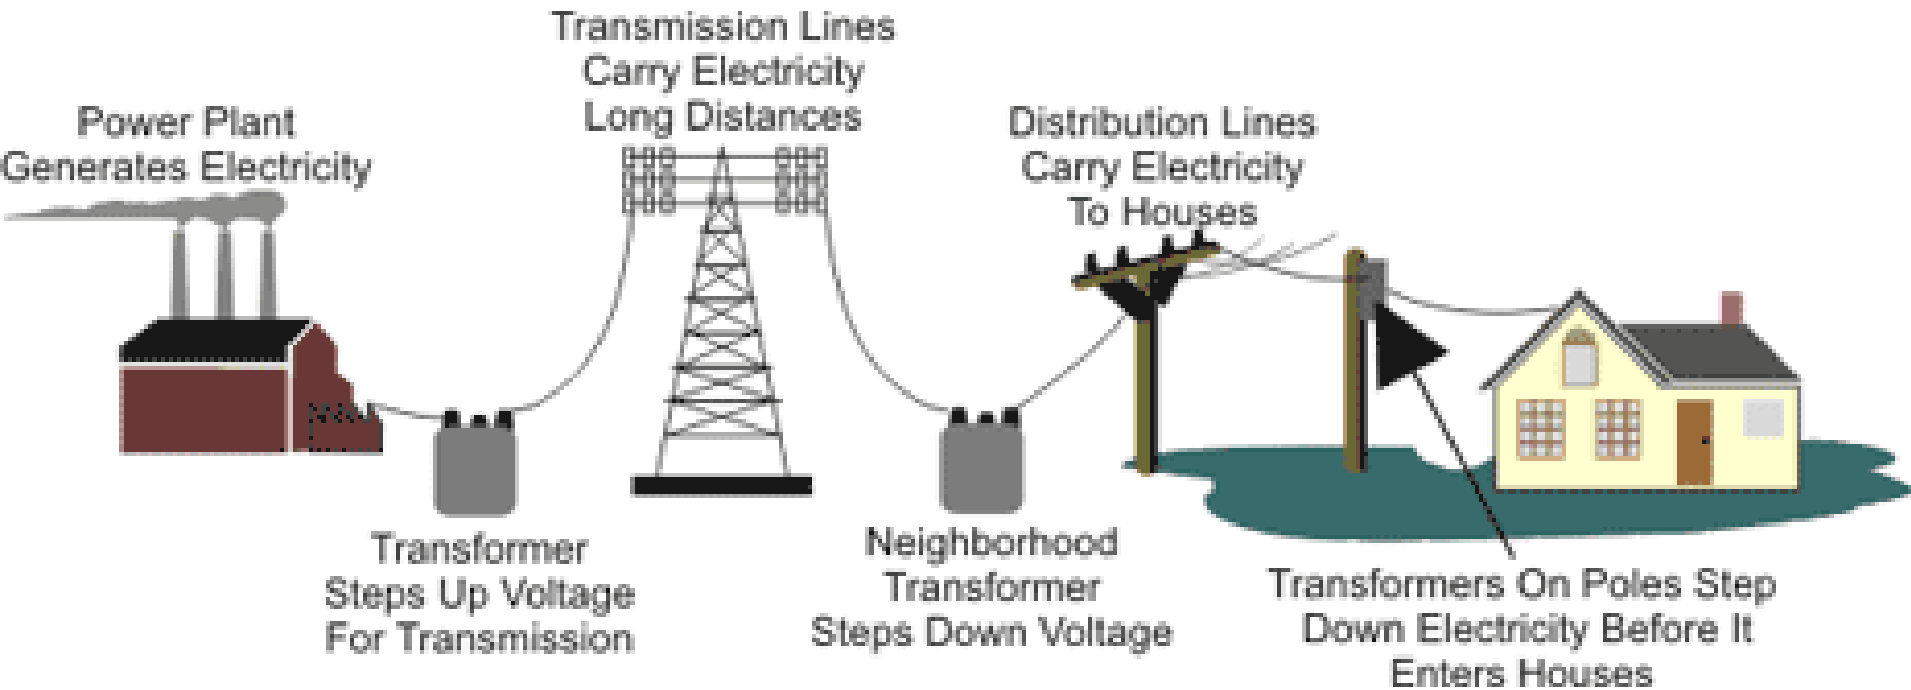 Transmission Lines
Carry Electricity
Long Distances
Power Plant
Generates Electricity
Distribution Lines
Carry Electricity
To Houses
Transformer
Steps Up Voltage
For Transmission
Neighborhood
Transformer
Steps Down Voltage
Transformers On Poles Step
Down Electricity Before It
Enters Houses